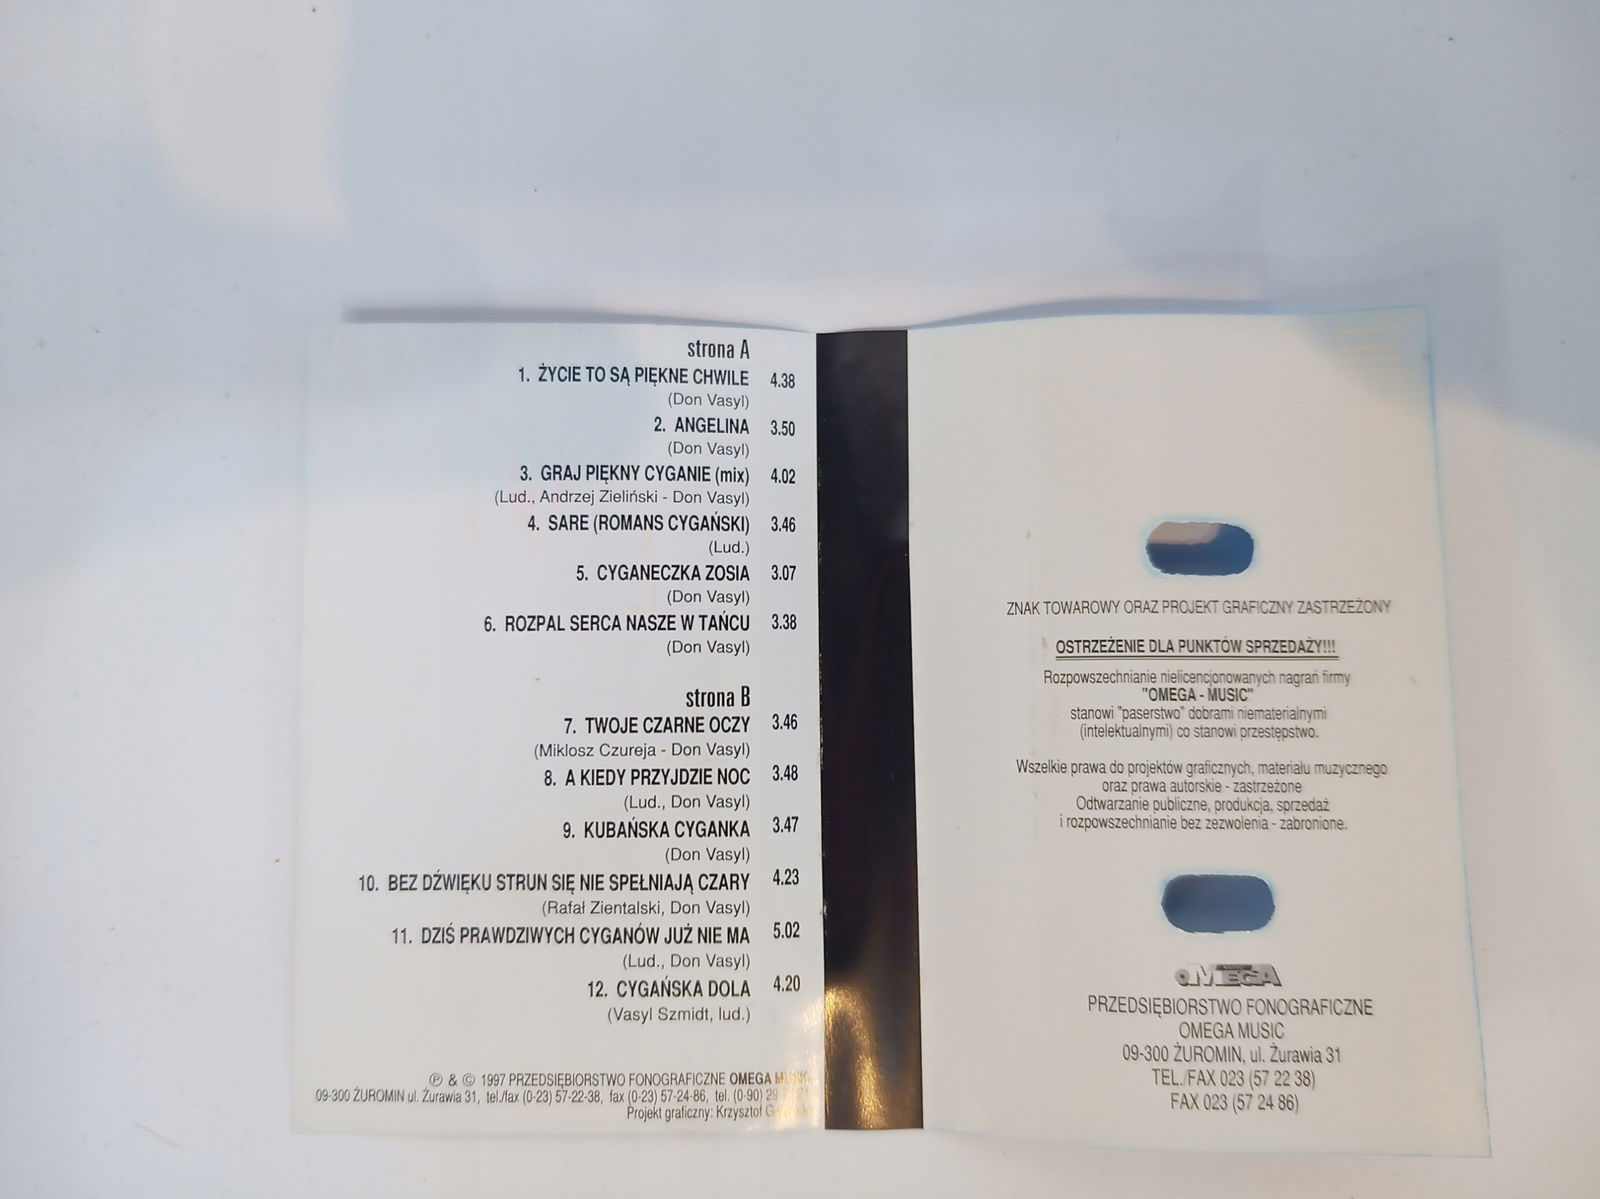 strona A
1. ŻYCIE TO SĄ PIĘKNE CHWILE 4.38
(Don Vasyl)
2. ANGELINA 3.50
(Don Vasyl)
3. GRAJ PIĘKNY CYGANIE (mix) 4.02
(Lud., Andrzej Zieliński - Don Vasyl)
4. SARE (ROMANS CYGAŃSKI) 3.46
(Lud.)
5. CYGANECZKA ZOSIA 3.07
(Don Vasyl)
6. ROZPAL SERCA NASZE W TAŃCU 3.38
(Don Vasyl)
strona B
7. TWOJE CZARNE OCZY 3.46
(Miklosz Czureja - Don Vasyl)
8. A KIEDY PRZYJDZIE NOC 3.48
(Lud., Don Vasyl)
9. KUBAŃSKA CYGANKA 3.47
(Don Vasyl)
10. BEZ DŹWIĘKU STRUN SIĘ NIE SPEŁNIAJĄ CZARY 4.23
(Rafał Zientalski, Don Vasyl)
11. DZIŚ PRAWDZIWYCH CYGANÓW JUŻ NIE MA 5.02
(Lud., Don Vasyl)
12. CYGAŃSKA DOLA 4.20
(Vasyl Szmidt, lud.)
℗ & © 1997 PRZEDSIĘBIORSTWO FONOGRAFICZNE OMEGA
09-300 ŻUROMIN ul. Żurawia 31, tel./fax (0-23) 57-22-38, fax (0-23) 57-24-86, tel. (0-90)
Projekt graficzny: Krzysztof
ZNAK TOWAROWY ORAZ PROJEKT GRAFICZNY ZASTRZEŻONY
OSTRZEŻENIE DLA PUNKTÓW SPRZEDAŻY!!!
Rozpowszechnianie nielicencjonowanych nagrań firmy
"OMEGA - MUSIC"
stanowi "paserstwo" dobrami niematerialnymi
(intelektualnymi) co stanowi przestępstwo.
Wszelkie prawa do projektów graficznych, materiału muzycznego
oraz prawa autorskie - zastrzeżone
Odtwarzanie publiczne, produkcja, sprzedaż
i rozpowszechnianie bez zezwolenia - zabronione.
OMEGA
PRZEDSIĘBIORSTWO FONOGRAFICZNE
OMEGA MUSIC
09-300 ŻUROMIN, ul. Żurawia 31
TEL./FAX 023 (57 22 38)
FAX 023 (57 24 86)